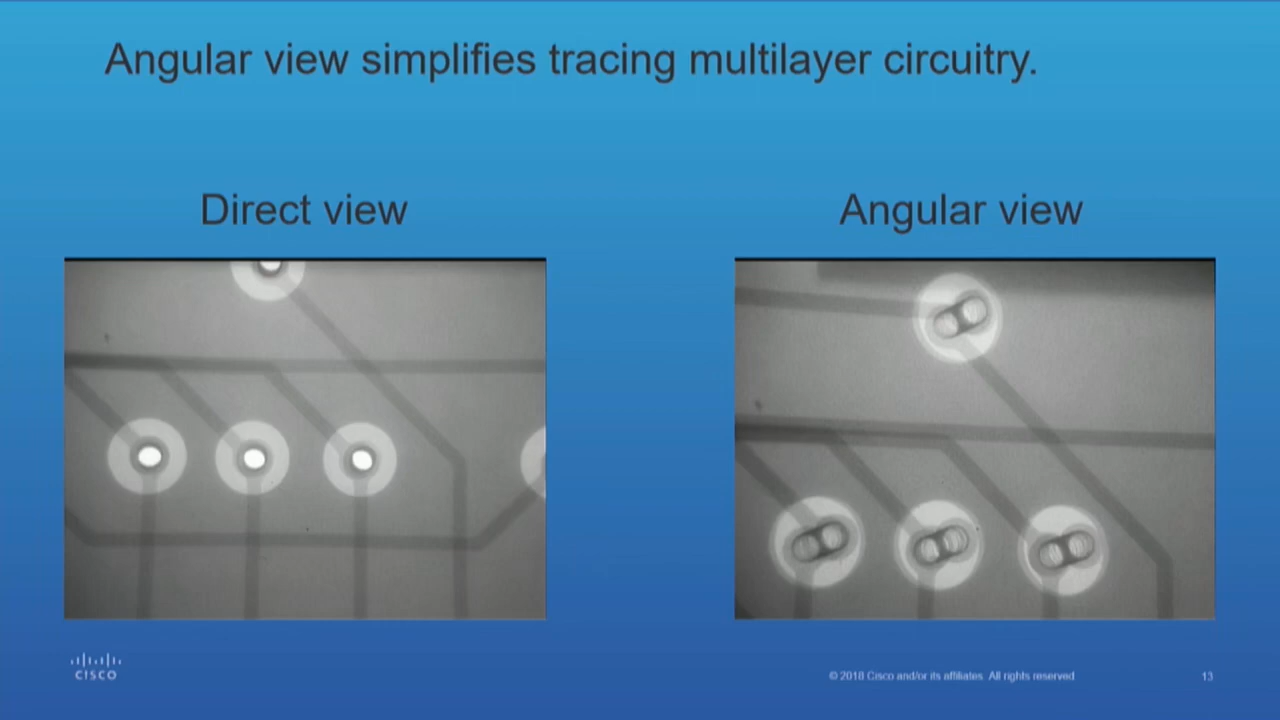 Angular view simplifies tracing multilayer circuitry.
Direct view
Angular view
CISCO
© 2018 Cisco and/or its affiliates. All rights reserved
13